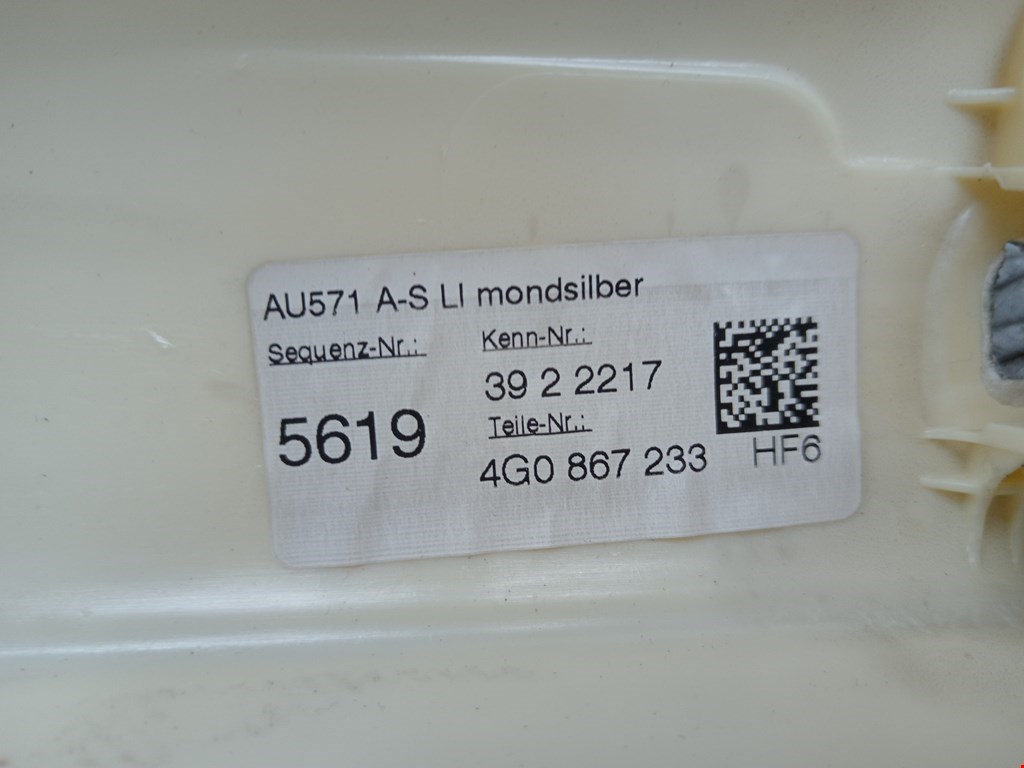 AU571 A-S LI mondsilber
Sequenz-Nr.:
5619
Kenn-Nr.:
39 2 2217
Teile-Nr.:
4G0 867 233
HF6